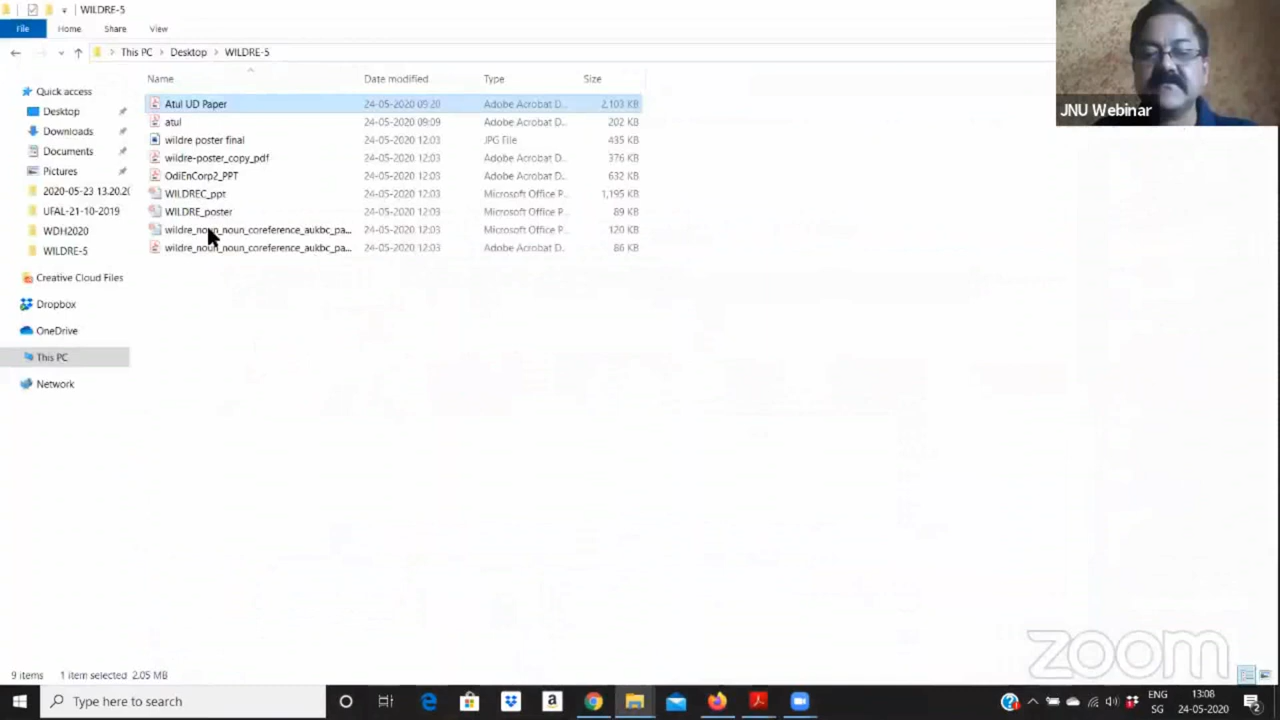 WILDRE-5
File Home Share View
This PC > Desktop > WILDRE-5
Name Date modified Type Size
Quick access
Desktop
Downloads
Documents
Pictures
2020-05-23 13.20.2(
UFAL-21-10-2019
WDH2020
WILDRE-5
Creative Cloud Files
Dropbox
OneDrive
This PC
Network
Atul UD Paper 24-05-2020 09:20 Adobe Acrobat D... 2,103 KB
atul 24-05-2020 09:09 Adobe Acrobat D... 202 KB
wildre poster final 24-05-2020 12:03 JPG File 435 KB
wildre-poster_copy_pdf 24-05-2020 12:03 Adobe Acrobat D... 376 KB
OdiEnCorp2_PPT 24-05-2020 12:03 Adobe Acrobat D... 632 KB
WILDREC_ppt 24-05-2020 12:03 Microsoft Office P... 1,195 KB
WILDRE_poster 24-05-2020 12:03 Microsoft Office P... 89 KB
wildre_noun_noun_coreference_aukbc_pa... 24-05-2020 12:03 Microsoft Office P... 120 KB
wildre_noun_noun_coreference_aukbc_pa... 24-05-2020 12:03 Adobe Acrobat D... 86 KB
JNU Webinar
zoom
9 items 1 item selected 2.05 MB
Type here to search
ENG
SG
13:08
24-05-2020
2